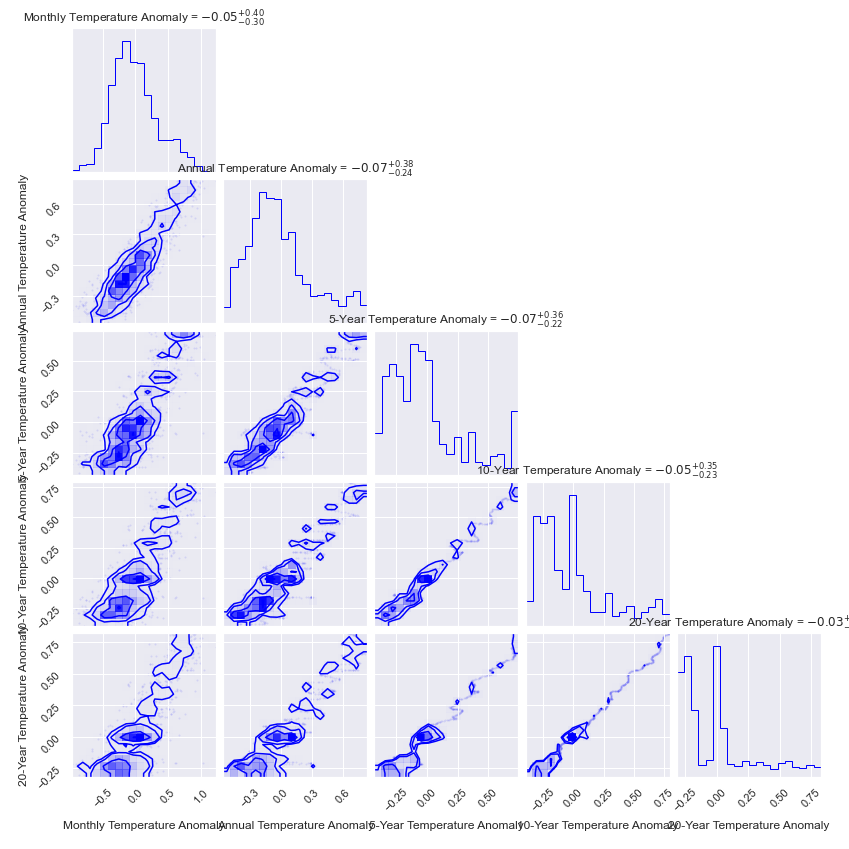 Monthly Temperature Anomaly = −0.05+0.40−0.30
Annual Temperature Anomaly = −0.07+0.38−0.24
Annual Temperature Anomaly
0.6
0.3
0.0
−0.3
5-Year Temperature Anomaly = −0.07+0.36−0.22
5-Year Temperature Anomaly
0.50
0.25
0.00
−0.25
10-Year Temperature Anomaly = −0.05+0.35−0.23
10-Year Temperature Anomaly
0.75
0.50
0.25
0.00
−0.25
20-Year Temperature Anomaly = −0.03+
20-Year Temperature Anomaly
0.75
0.50
0.25
0.00
−0.25
−0.5 0.0 0.5 1.0 −0.3 0.0 0.3 0.6 −0.25 0.00 0.25 0.50 −0.25 0.00 0.25 0.50 0.75 −0.25 0.00 0.25 0.50 0.75
Monthly Temperature Anomaly Annual Temperature Anomaly 5-Year Temperature Anomaly 10-Year Temperature Anomaly 20-Year Temperature Anomaly